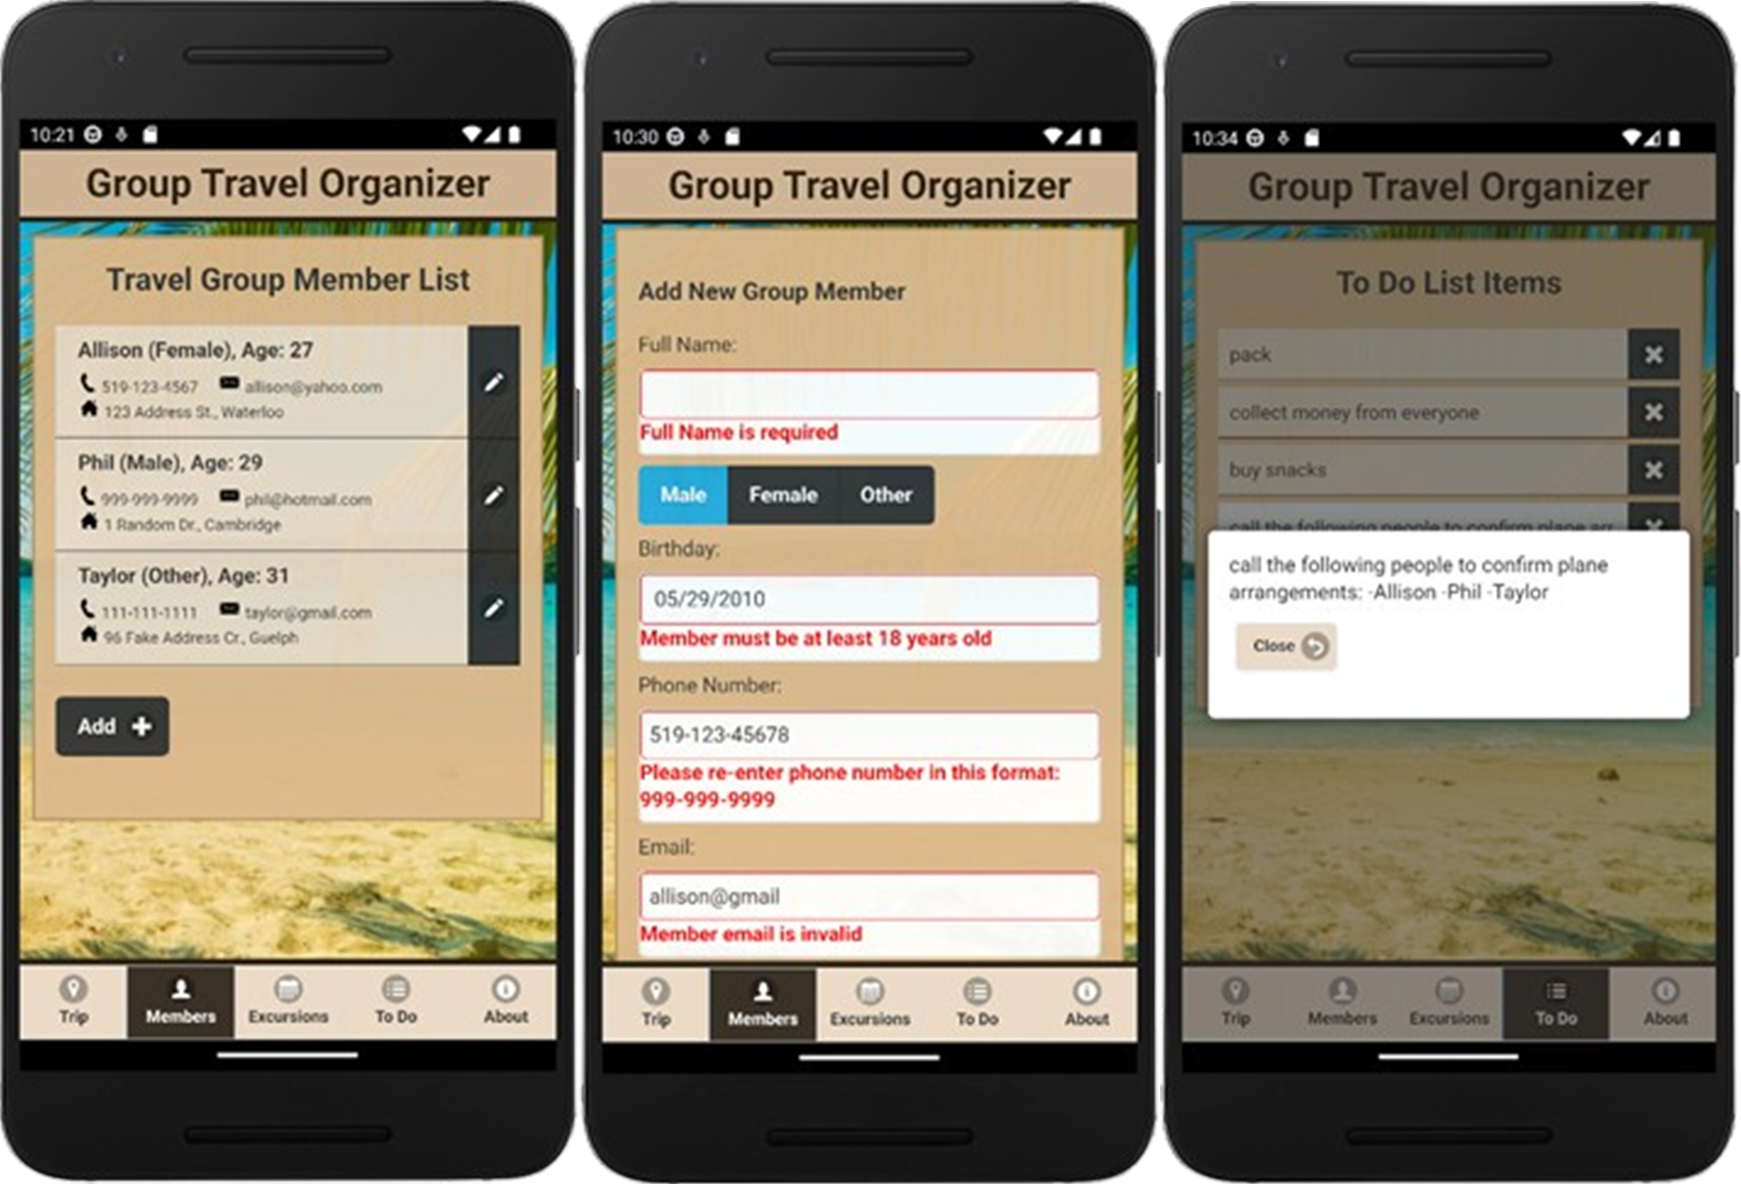 10:21
Group Travel Organizer
Travel Group Member List
Allison (Female), Age: 27
519-123-4567 allison@yahoo.com
123 Address St., Waterloo
Phil (Male), Age: 29
999-999-9999 phil@hotmail.com
1 Random Dr., Cambridge
Taylor (Other), Age: 31
111-111-1111 taylor@gmail.com
96 Fake Address Cr., Guelph
Add
Trip Members Excursions To Do About
10:30
Group Travel Organizer
Add New Group Member
Full Name:
Full Name is required
Male Female Other
Birthday:
05/29/2010
Member must be at least 18 years old
Phone Number:
519-123-45678
Please re-enter phone number in this format:
999-999-9999
Email:
allison@gmail
Member email is invalid
Trip Members Excursions To Do About
10:34
Group Travel Organizer
To Do List Items
pack
collect money from everyone
buy snacks
call the following people to confirm plane arr
call the following people to confirm plane
arrangements: -Allison -Phil -Taylor
Close
Trip Members Excursions To Do About